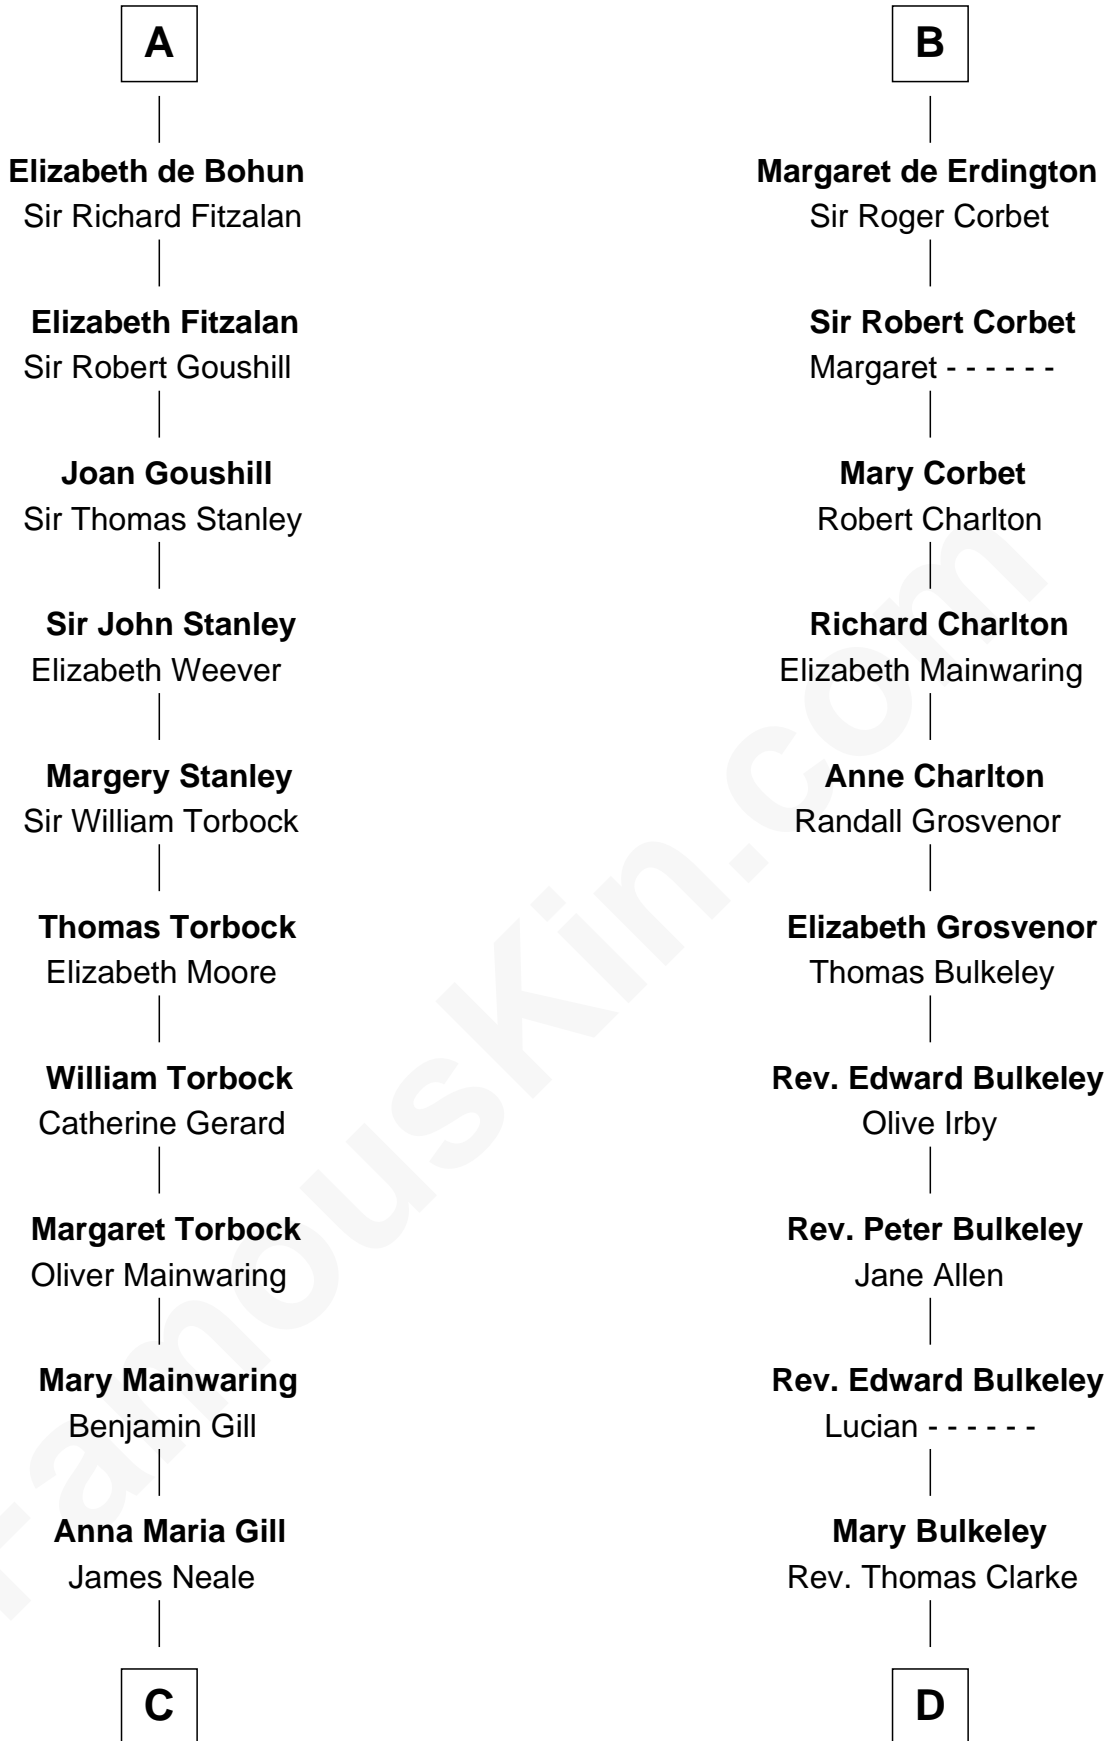 A
Elizabeth de Bohun
Sir Richard Fitzalan
Elizabeth Fitzalan
Sir Robert Goushill
Joan Goushill
Sir Thomas Stanley
Sir John Stanley
Elizabeth Weever
Margery Stanley
Sir William Torbock
Thomas Torbock
Elizabeth Moore
William Torbock
Catherine Gerard
Margaret Torbock
Oliver Mainwaring
Mary Mainwaring
Benjamin Gill
Anna Maria Gill
James Neale
C
B
Margaret de Erdington
Sir Roger Corbet
Sir Robert Corbet
Margaret - - - - - -
Mary Corbet
Robert Charlton
Richard Charlton
Elizabeth Mainwaring
Anne Charlton
Randall Grosvenor
Elizabeth Grosvenor
Thomas Bulkeley
Rev. Edward Bulkeley
Olive Irby
Rev. Peter Bulkeley
Jane Allen
Rev. Edward Bulkeley
Lucian - - - - - -
Mary Bulkeley
Rev. Thomas Clarke
D
FamousKin.com